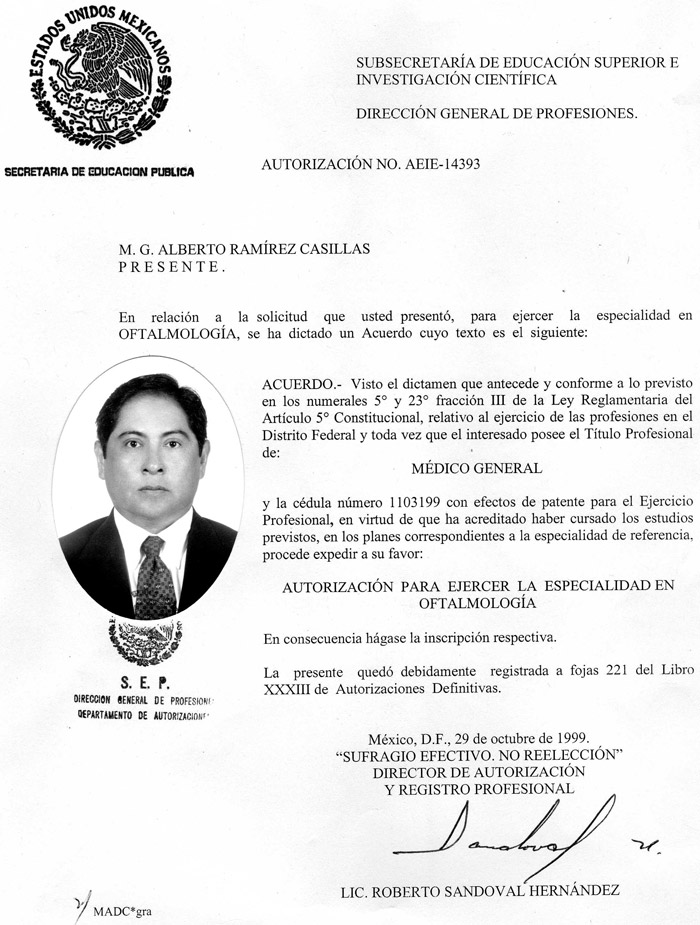 ESTADOS UNIDOS MEXICANOS
SECRETARIA DE EDUCACION PUBLICA
SUBSECRETARÍA DE EDUCACIÓN SUPERIOR E
INVESTIGACIÓN CIENTÍFICA
DIRECCIÓN GENERAL DE PROFESIONES.
AUTORIZACIÓN NO. AEIE-14393
M. G. ALBERTO RAMÍREZ CASILLAS
P R E S E N T E .
En relación a la solicitud que usted presentó, para ejercer la especialidad en
OFTALMOLOGÍA, se ha dictado un Acuerdo cuyo texto es el siguiente:
ACUERDO.- Visto el dictamen que antecede y conforme a lo previsto
en los numerales 5° y 23° fracción III de la Ley Reglamentaria del
Artículo 5° Constitucional, relativo al ejercicio de las profesiones en el
Distrito Federal y toda vez que el interesado posee el Título Profesional
de:
MÉDICO GENERAL
y la cédula número 1103199 con efectos de patente para el Ejercicio
Profesional, en virtud de que ha acreditado haber cursado los estudios
previstos, en los planes correspondientes a la especialidad de referencia,
procede expedir a su favor:
AUTORIZACIÓN PARA EJERCER LA ESPECIALIDAD EN
OFTALMOLOGÍA
En consecuencia hágase la inscripción respectiva.
La presente quedó debidamente registrada a fojas 221 del Libro
XXXIII de Autorizaciones Definitivas.
S. E. P.
DIRECCION GENERAL DE PROFESION
DEPARTAMENTO DE AUTORIZACION
México, D.F., 29 de octubre de 1999.
“SUFRAGIO EFECTIVO. NO REELECCIÓN”
DIRECTOR DE AUTORIZACIÓN
Y REGISTRO PROFESIONAL
Sandoval
LIC. ROBERTO SANDOVAL HERNÁNDEZ
MADC*gra